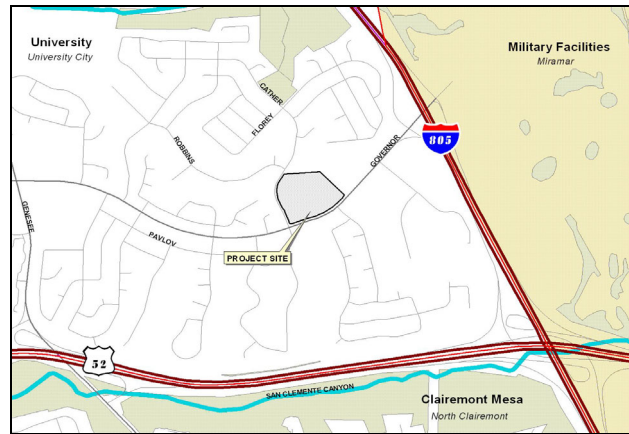 University
University City
Military Facilities
Miramar
CATHER
FLOREY
ROBBINS
GOVERNOR
805
GENESEE
PAVLOV
PROJECT SITE
52
SAN CLEMENTE CANYON
Clairemont Mesa
North Clairemont